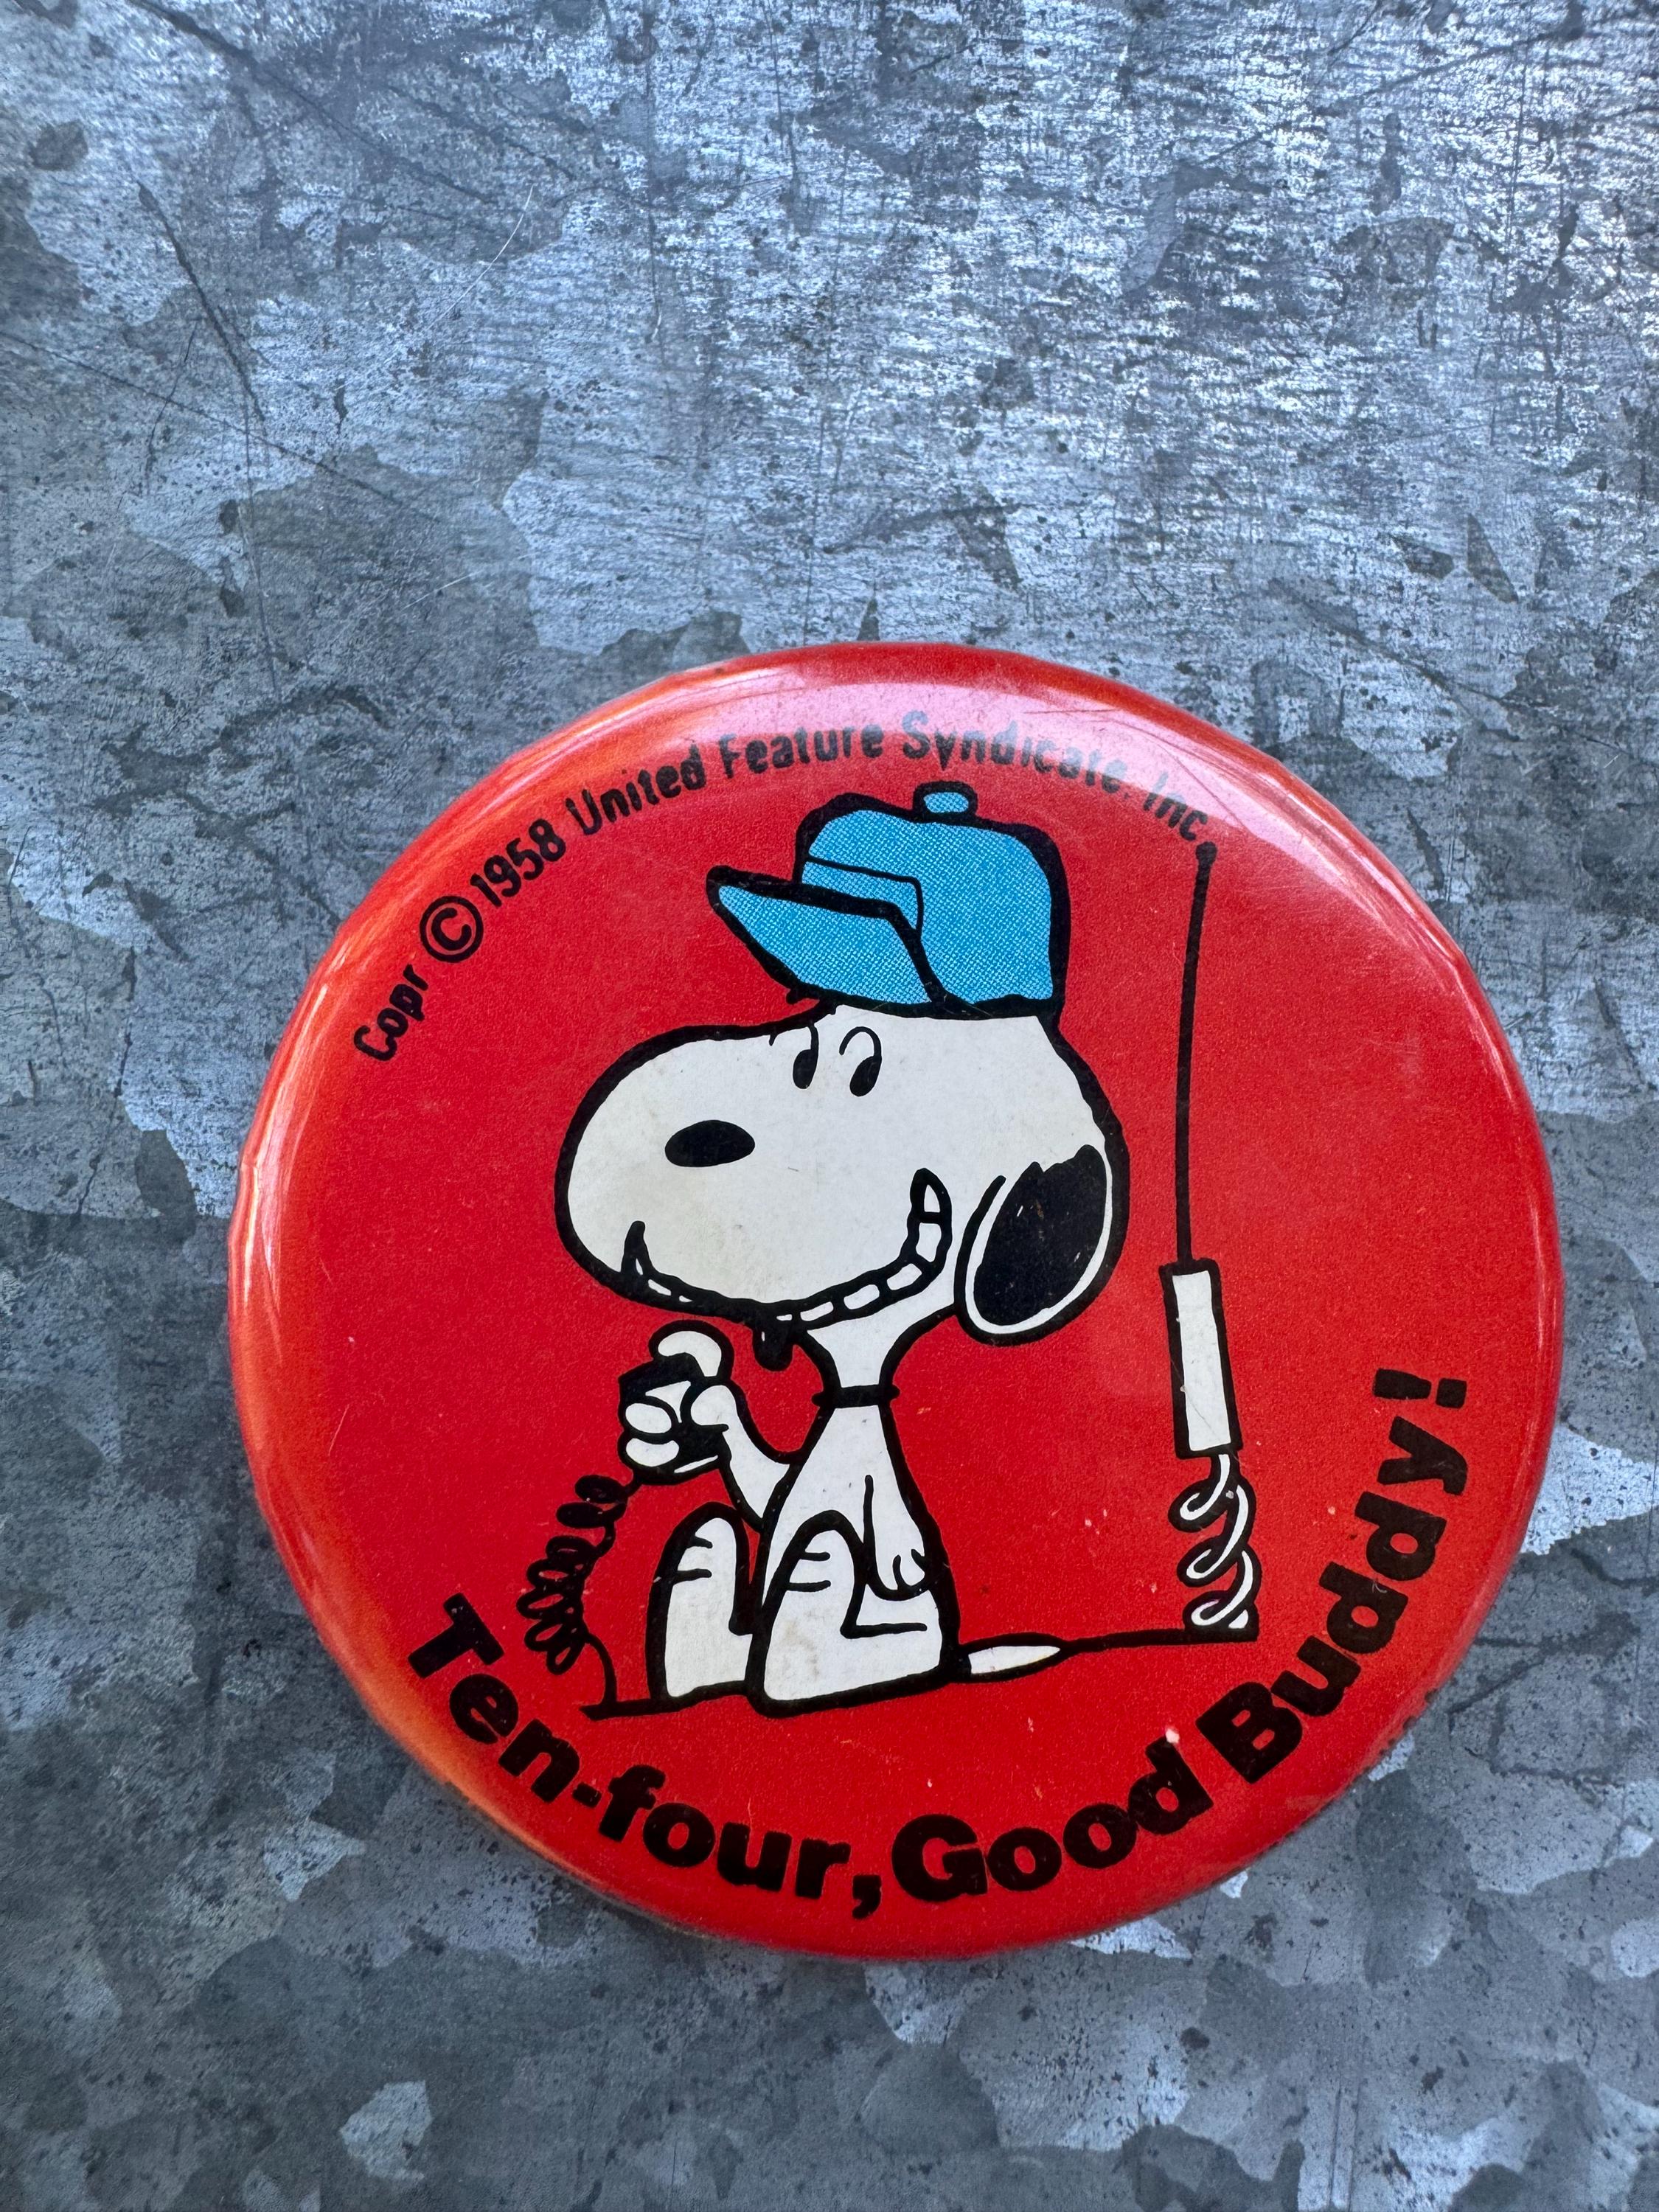 Copr © 1958 United Feature Syndicate, Inc.
Ten-four, Good Buddy!